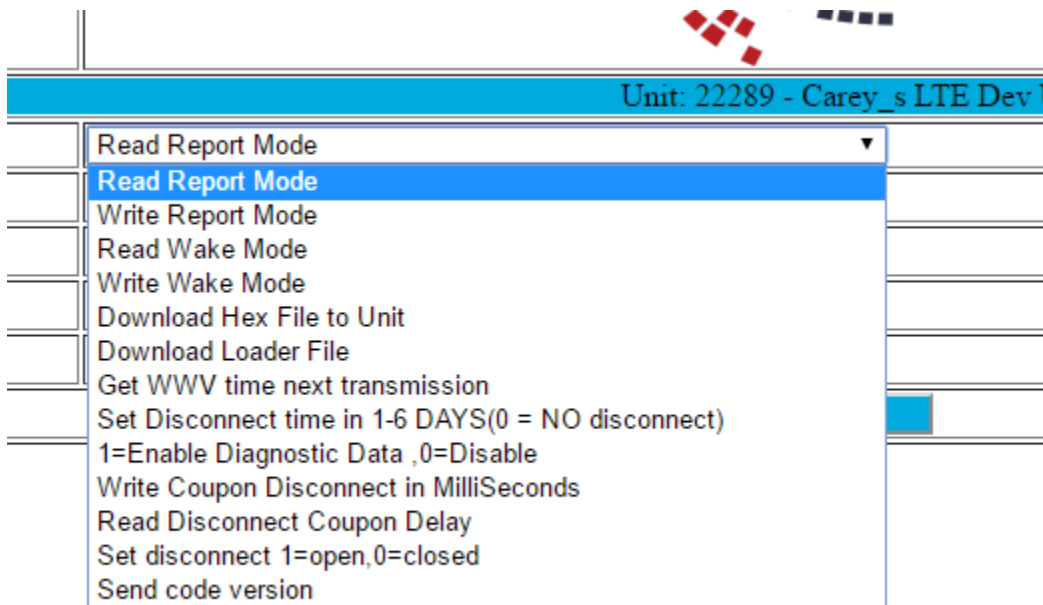 Unit: 22289 - Carey_s LTE Dev
Read Report Mode
Read Report Mode
Write Report Mode
Read Wake Mode
Write Wake Mode
Download Hex File to Unit
Download Loader File
Get WWV time next transmission
Set Disconnect time in 1-6 DAYS(0 = NO disconnect)
1=Enable Diagnostic Data ,0=Disable
Write Coupon Disconnect in MilliSeconds
Read Disconnect Coupon Delay
Set disconnect 1=open,0=closed
Send code version